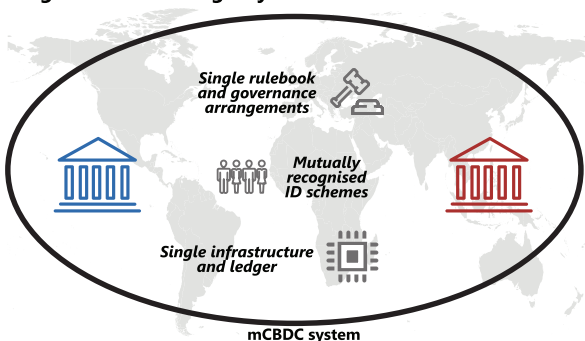 Single rulebook
and governance
arrangements
Mutually
recognised
ID schemes
Single infrastructure
and ledger
mCBDC system